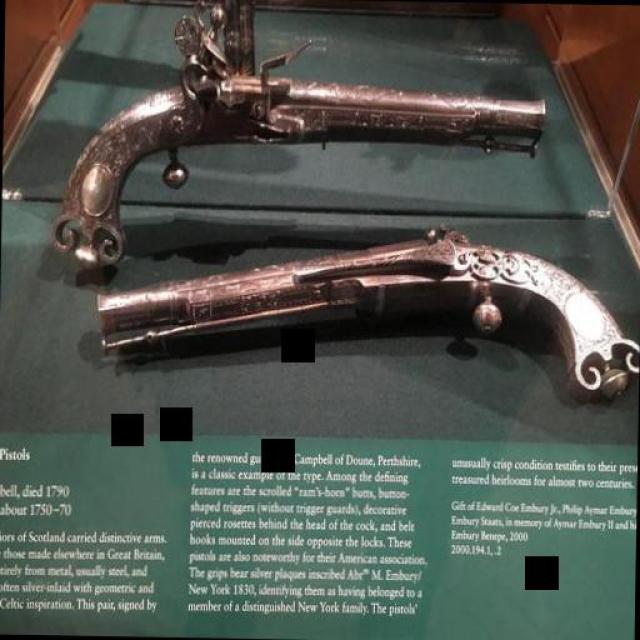 Pistols
bell, died 1790
about 1750–70
iors of Scotland carried distinctive arms.
those made elsewhere in Great Britain,
tirely from metal, usually steel, and
often silver-inlaid with geometric and
Celtic inspiration. This pair, signed by
the renowned Campbell of Doune, Perthshire,
is a classic example of the type. Among the defining
features are the scrolled "ram's-horn" butts, button-
shaped triggers (without trigger guards), decorative
pierced rosettes behind the head of the cock, and belt
hooks mounted on the side opposite the locks. These
pistols are also noteworthy for their American association.
The grips bear silver plaques inscribed Abrm M. Embury/
New York 1830, identifying them as having belonged to a
member of a distinguished New York family. The pistols'
unusually crisp condition testifies to their
treasured heirlooms for almost two centuries.
Gift of Edward Coe Embury Jr., Philip Aymar Embury
Embury Staats, in memory of Aymar Embury II and
Embury Benepe, 2000
2000.194.1, .2